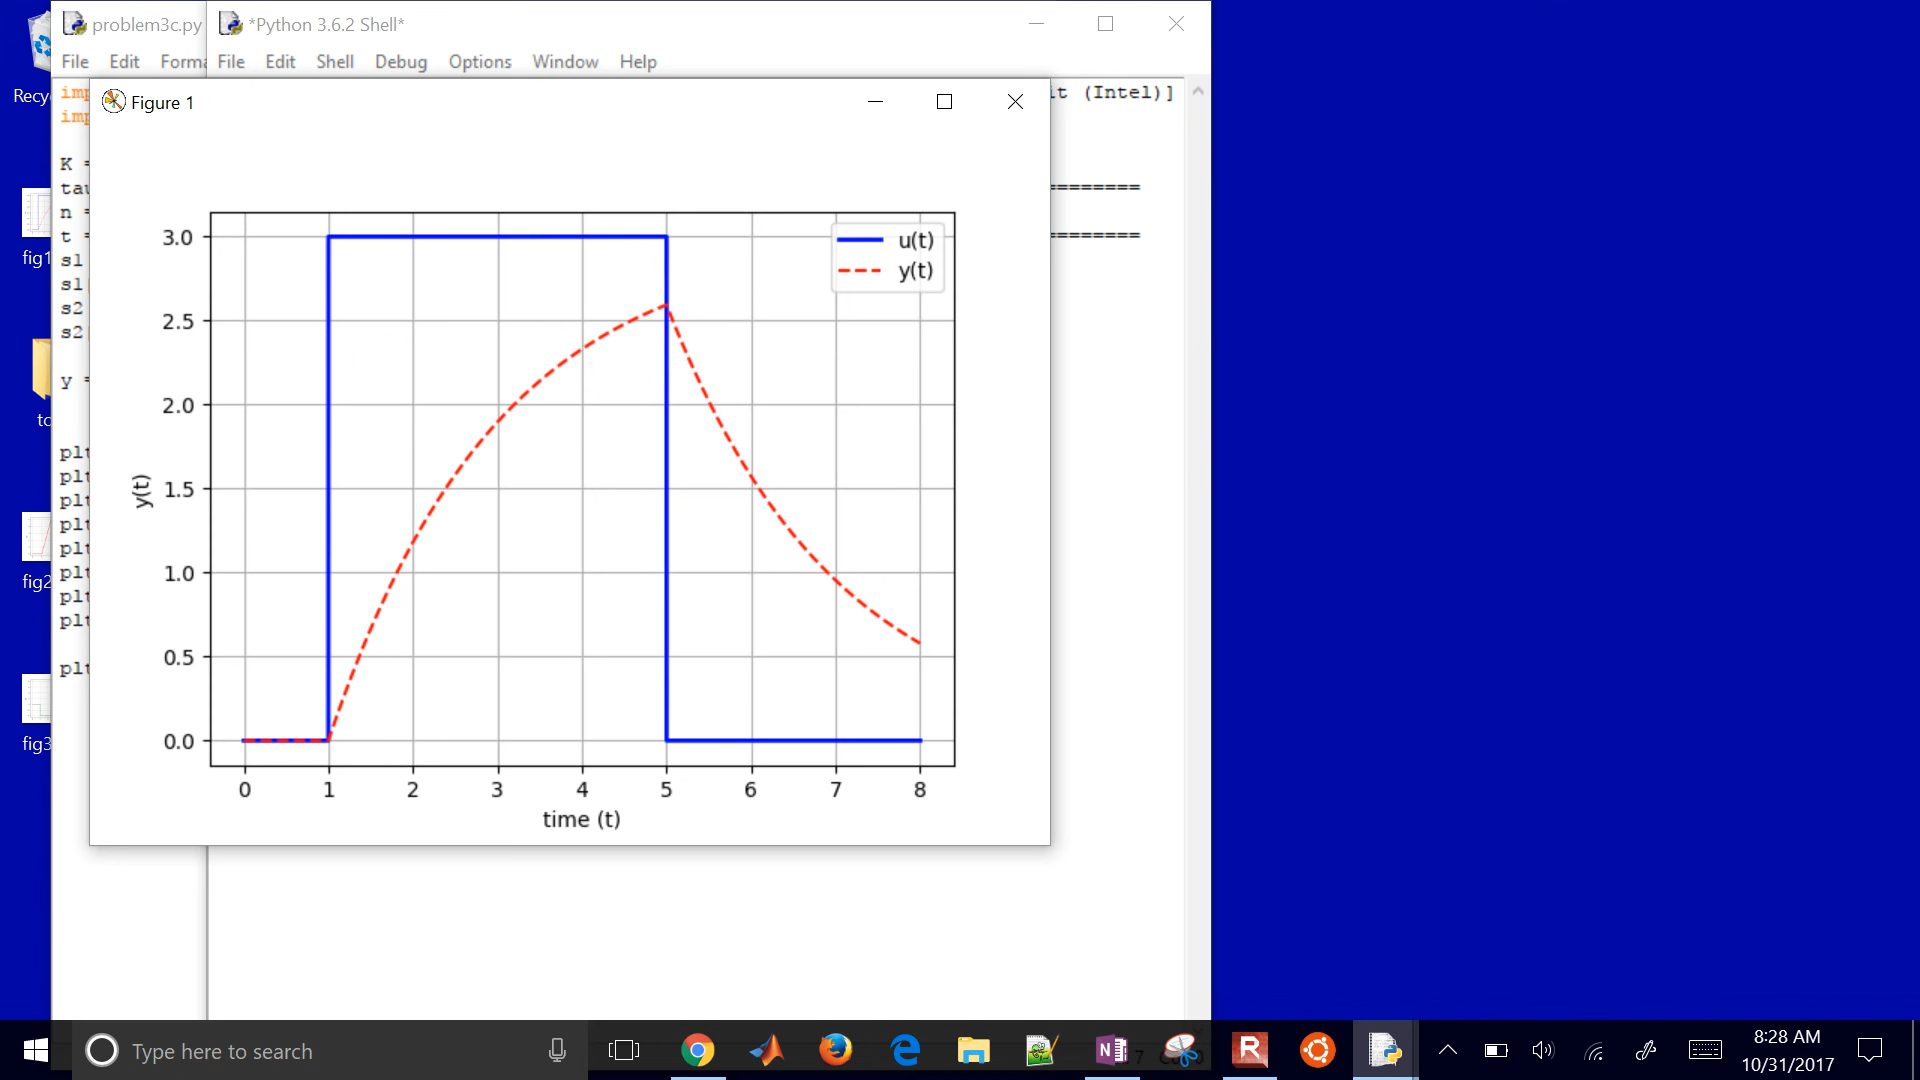 problem3c.py
*Python 3.6.2 Shell*
File Edit Forma
File Edit Shell Debug Options Window Help
Recy
imp
imp
it (Intel)]
Figure 1
K =
tau
n =
t =
s1
s1
s2
s2
y =
plt
plt
plt
plt
plt
plt
plt
plt
plt
========
========
fig1
tc
fig2
fig3
u(t)
y(t)
3.0
2.5
2.0
1.5
1.0
0.5
0.0
y(t)
0 1 2 3 4 5 6 7 8
time (t)
Type here to search
N
R
8:28 AM
10/31/2017